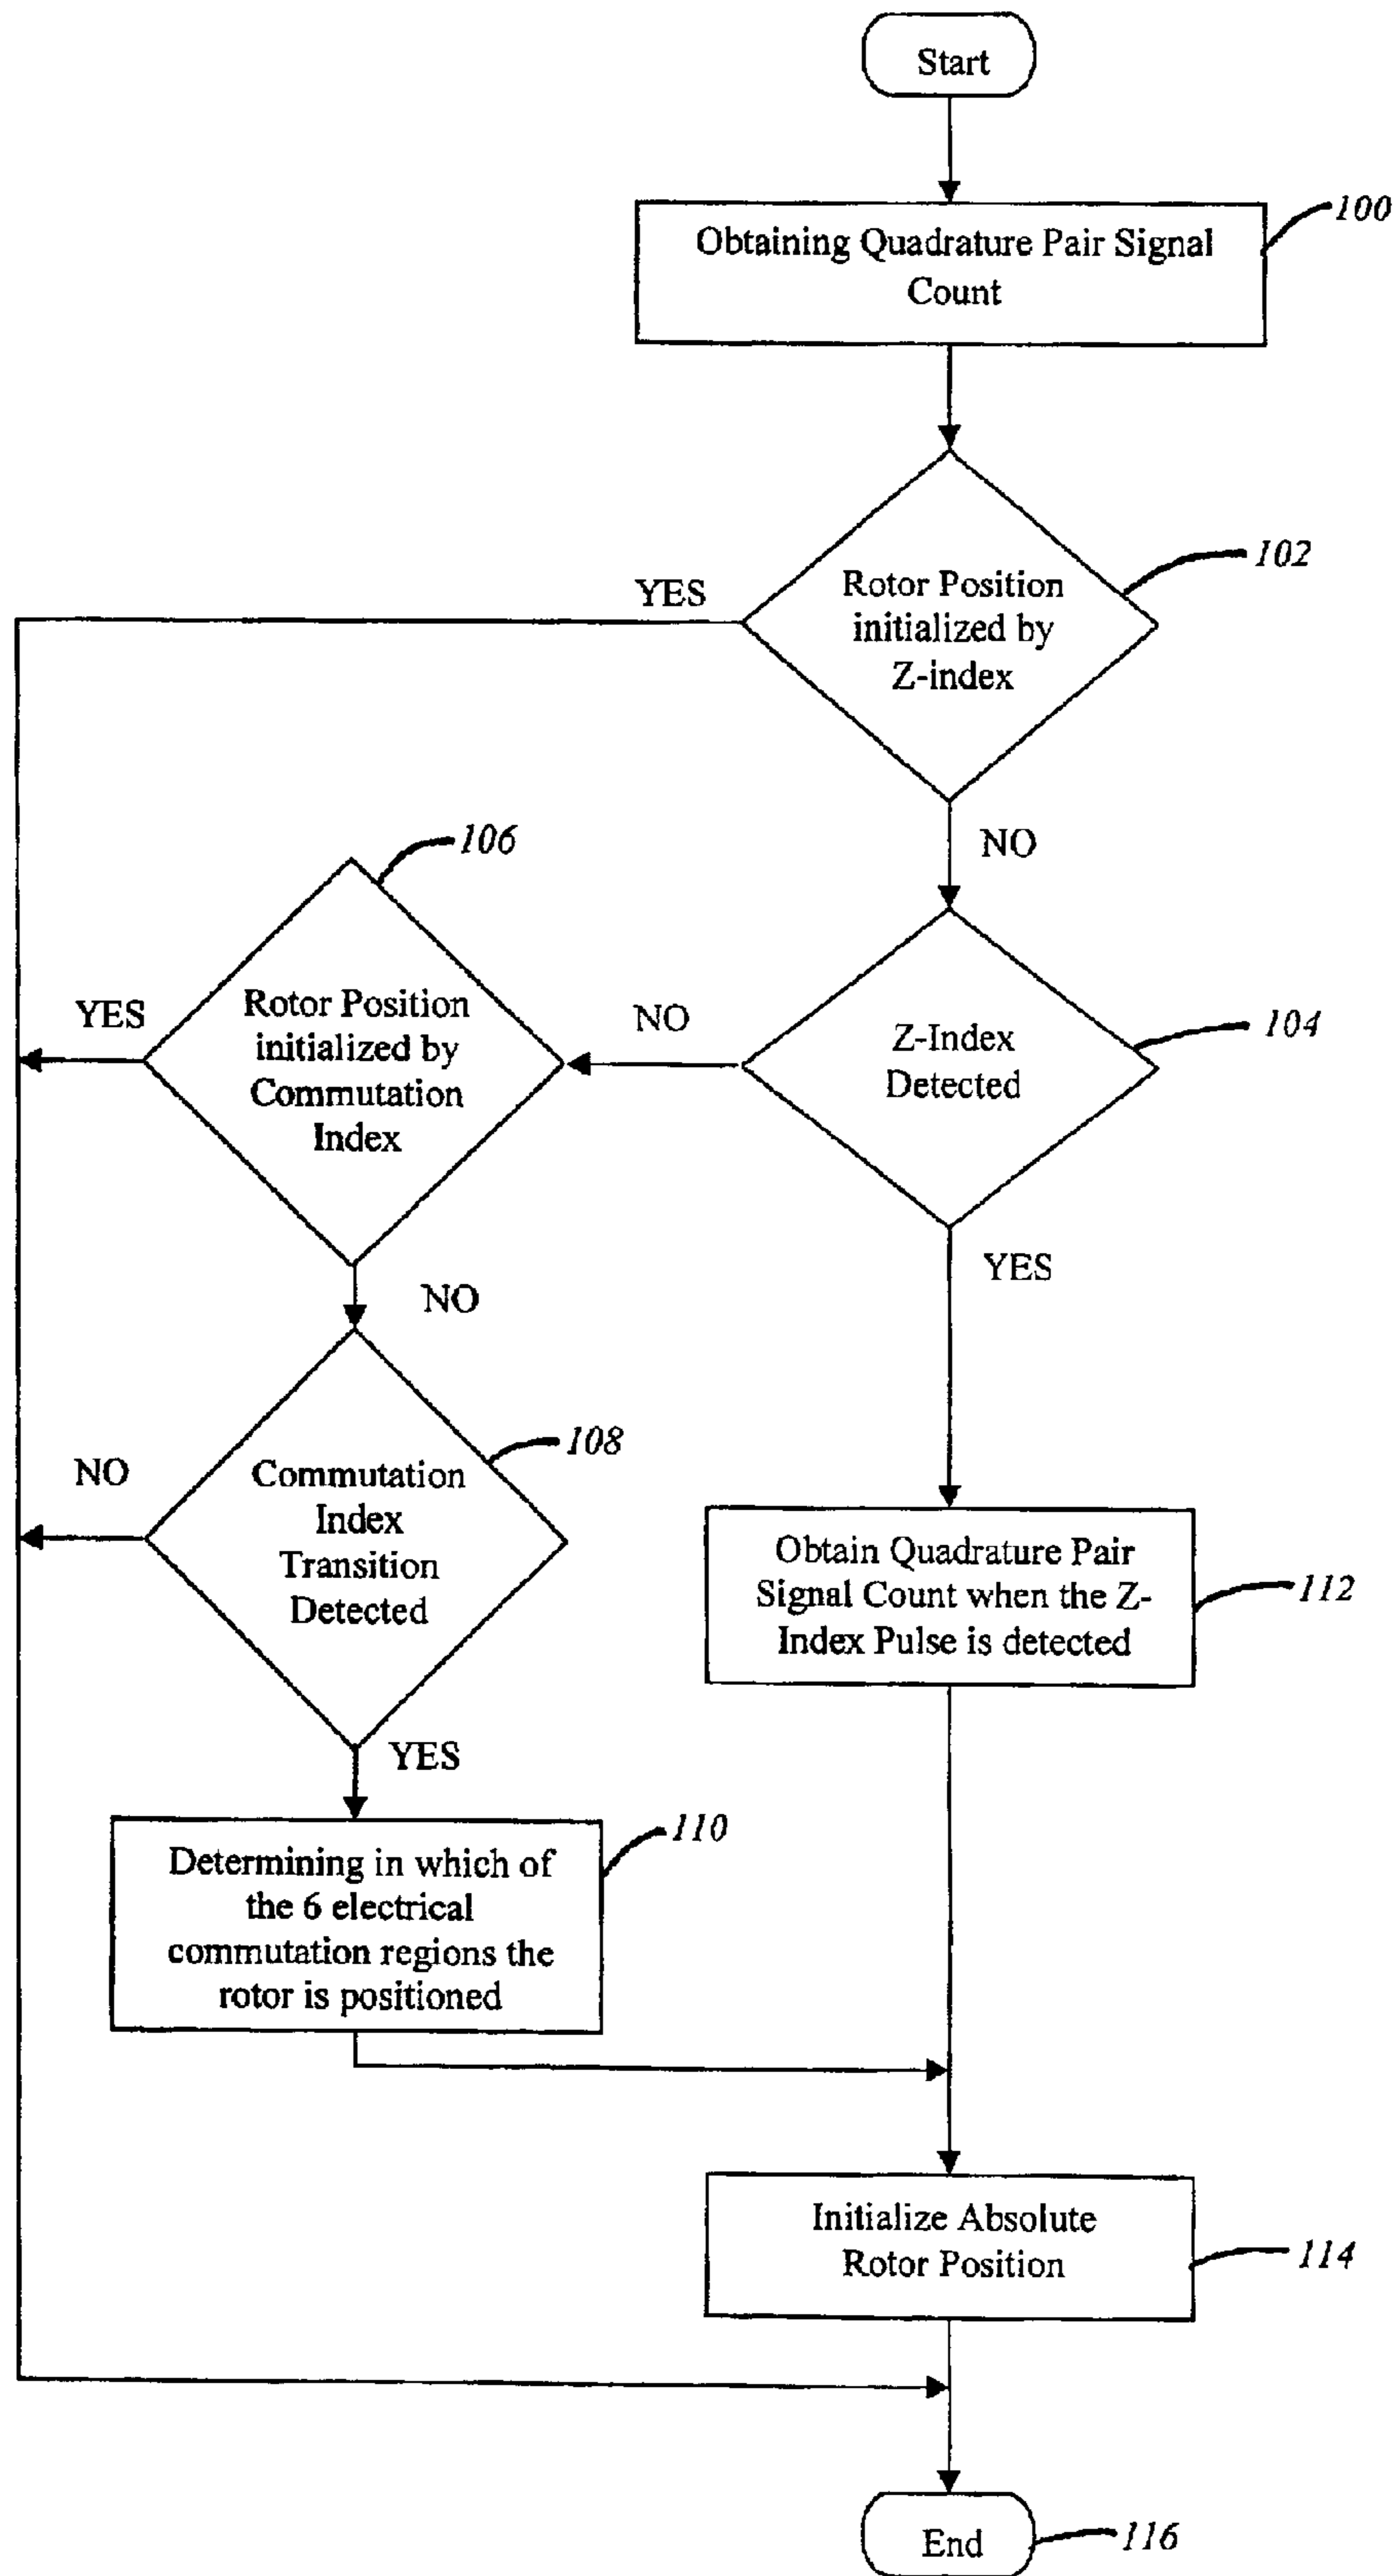 Start
100
Obtaining Quadrature Pair Signal
Count
102
YES
Rotor Position
initialized by
Z-index
NO
106
104
YES
Rotor Position
initialized by
Commutation
Index
NO
Z-Index
Detected
NO
YES
108
NO
Commutation
Index
Transition
Detected
Obtain Quadrature Pair
Signal Count when the Z-
Index Pulse is detected
112
YES
110
Determining in which of
the 6 electrical
commutation regions the
rotor is positioned
Initialize Absolute
Rotor Position
114
End
116